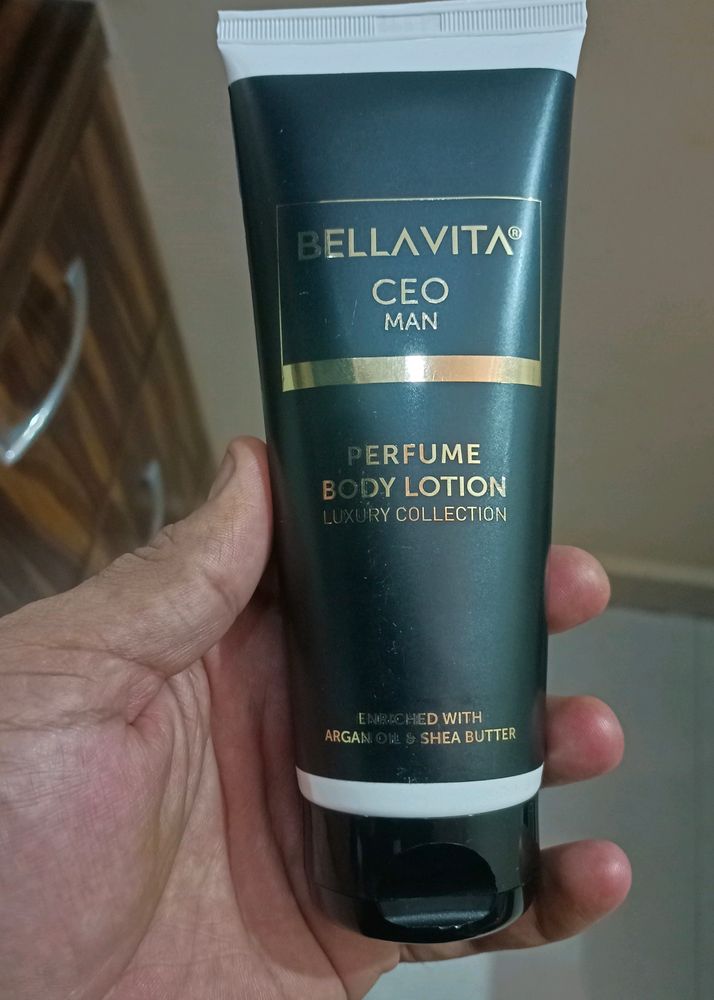 BELLAVITA®
CEO
MAN
PERFUME
BODY LOTION
LUXURY COLLECTION
ENRICHED WITH
ARGAN OIL & SHEA BUTTER